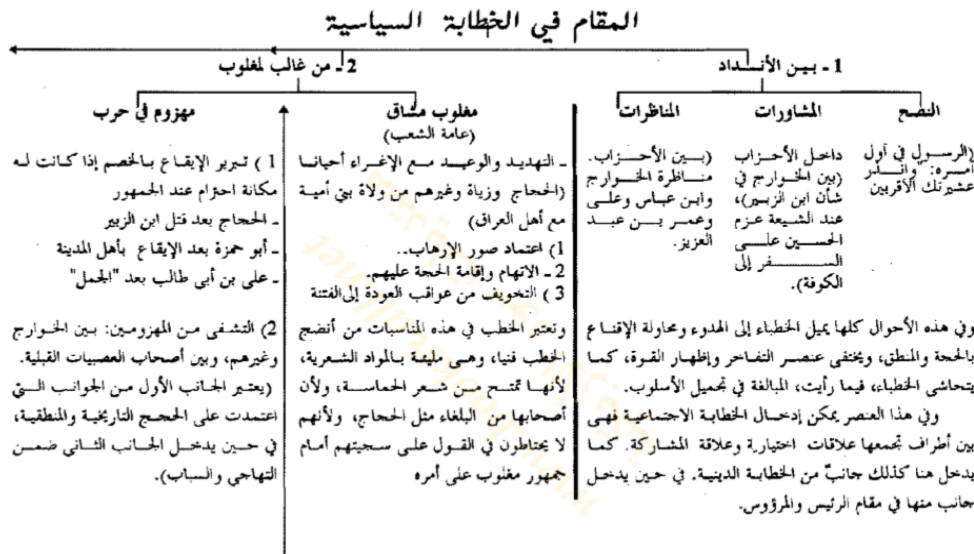 المقام في الخطابة السياسية
1 - بين الأنداد
2 - من غالب لمغلوب
النصح
المشاورات
المناظرات
(الرسول في أول
أمره: "وأنذر
عشيرتك الأقربين
داخل الأحزاب
(بين الخوارج في
شأن ابن الزبير)،
عند الشيعة عزم
الحسين على
السفر إلى
الكوفة).
(بين الأحزاب.
مناظرة الخوارج
وابن عباس وعلى
وعمر بن عبد
العزيز.
وفي هذه الأحوال كلها يميل الخطباء إلى الهدوء ومحاولة الإقناع
بالحجة والمنطق، ويختفى عنصر التفاخر وإظهار القوة، كما
يتحاشى الخطباء، فيما رأيت، المبالغة في تجميل الأسلوب.
وفي هذا العنصر يمكن إدخال الخطابة الاجتماعية فهى
بين أطراف تجمعها علاقات اختيارية وعلاقة المشاركة. كما
يدخل هنا كذلك جانبٌ من الخطابة الدينية. في حين يدخل
جانب منها في مقام الرئيس والمرؤوس.
مغلوب مشاق
(عامة الشعب)
ـ التهديد والوعيد مع الإغراء أحيانا
(الحجاج وزياة وغيرهم من ولاة بني أمية
مع أهل العراق)
1) اعتماد صور الإرهاب..
2 ـ الاتهام وإقامة الحجة عليهم.
3 ) التخويف من عواقب العودة إلى الفتنة
وتعتبر الخطب في هذه المناسبات من أنضج
الخطب فنيا، وهى مليئة بالمواد الشعرية،
لأنها تمتح من شعر الحماسة، ولأن
أصحابها من البلغاء مثل الحجاج، ولأنهم
لا يحتاطون في القول على سجيتهم أمام
جمهور مغلوب على أمره
مهزوم في حرب
1 ) تبرير الإيقاع بالخصم إذا كانت له
مكانة احترام عند الجمهور
ـ الحجاج بعد قتل ابن الزبير
ـ أبو حمزة بعد الإيقاع بأهل المدينة
ـ على بن أبى طالب بعد "الجمل"
2) التشفى من المهزومين: بين الخوارج
وغيرهم، وبين أصحاب العصبيات القبلية.
(يعتبر الجانب الأول من الجوانب التي
اعتمدت على الحجج التاريخية والمنطقية،
في حين يدخل الجانب الثانى ضمن
التهاجى والسباب).